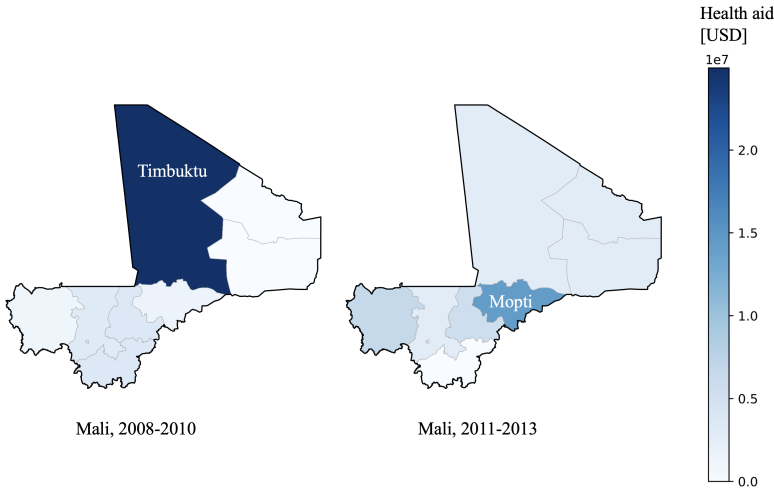 Health aid
[USD]
1e7
Timbuktu
2.0
1.5
Mopti
1.0
0.5
Mali, 2008-2010
Mali, 2011-2013
0.0